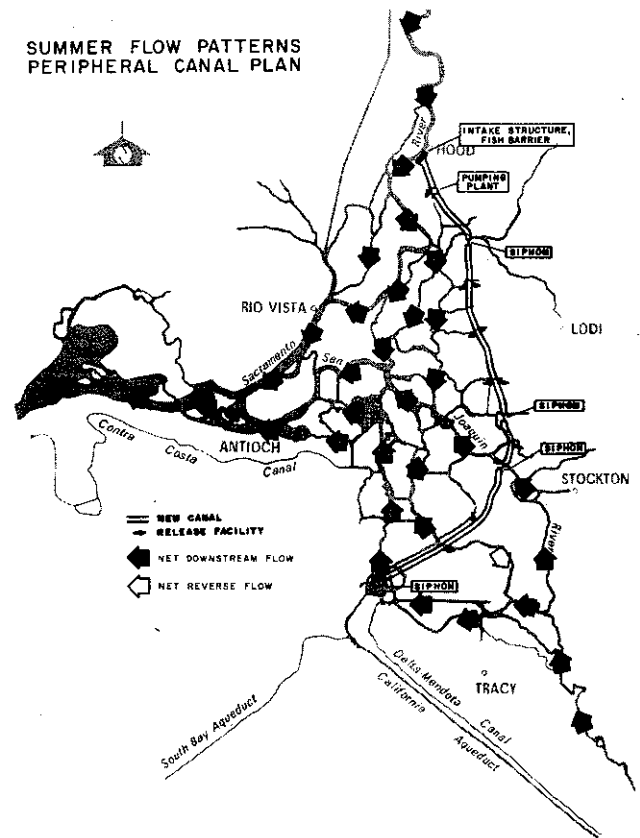 SUMMER FLOW PATTERNS
PERIPHERAL CANAL PLAN
River
INTAKE STRUCTURE,
FISH BARRIER
HOOD
PUMPING
PLANT
SIPHON
RIO VISTA
LODI
Sacramento
San
Joaquin
SIPHON
Contra
Costa
Canal
ANTIOCH
SIPHON
STOCKTON
NEW CANAL
RELEASE FACILITY
NET DOWNSTREAM FLOW
NET REVERSE FLOW
River
SIPHON
TRACY
Delta-Mendota
Canal
California
Aqueduct
South Bay Aqueduct